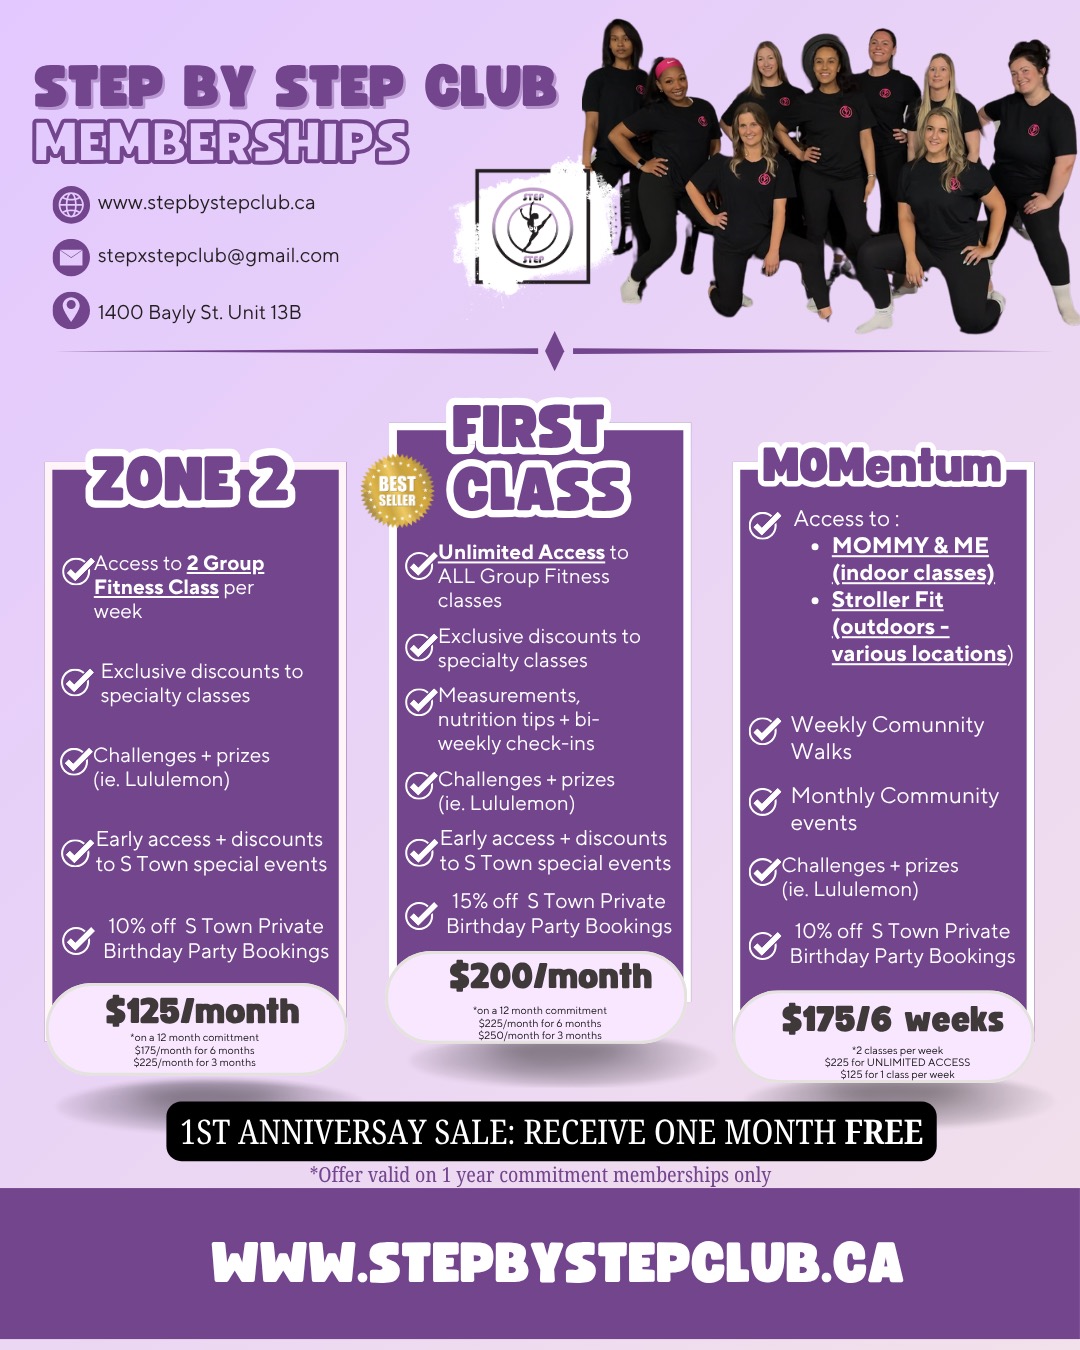 STEP BY STEP CLUB
MEMBERSHIPS
www.stepbystepclub.ca
stepxstepclub@gmail.com
1400 Bayly St. Unit 13B
STEP
STEP
ZONE 2
Access to 2 Group
Fitness Class per
week
Exclusive discounts to
specialty classes
Challenges + prizes
(ie. Lululemon)
Early access + discounts
to S Town special events
10% off S Town Private
Birthday Party Bookings
$125/month
*on a 12 month comittment
$175/month for 6 months
$225/month for 3 months
FIRST
CLASS
BEST
SELLER
Unlimited Access to
ALL Group Fitness
classes
Exclusive discounts to
specialty classes
Measurements,
nutrition tips + bi-
weekly check-ins
Challenges + prizes
(ie. Lululemon)
Early access + discounts
to S Town special events
15% off S Town Private
Birthday Party Bookings
$200/month
*on a 12 month commitment
$225/month for 6 months
$250/month for 3 months
MOMentum
Access to :
• MOMMY & ME
(indoor classes)
• Stroller Fit
(outdoors -
various locations)
Weekly Comunnity
Walks
Monthly Community
events
Challenges + prizes
(ie. Lululemon)
10% off S Town Private
Birthday Party Bookings
$175/6 weeks
*2 classes per week
$225 for UNLIMITED ACCESS
$125 for 1 class per week
1ST ANNIVERSAY SALE: RECEIVE ONE MONTH FREE
*Offer valid on 1 year commitment memberships only
WWW.STEPBYSTEPCLUB.CA